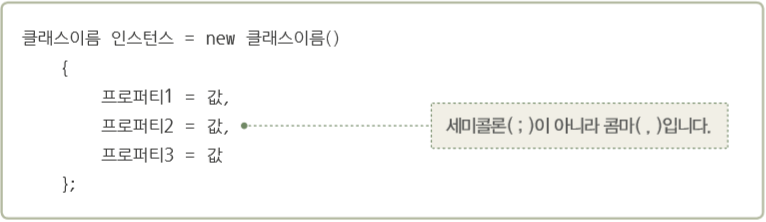 클래스이름 인스턴스 = new 클래스이름()
{
프로퍼티1 = 값,
프로퍼티2 = 값,
세미콜론( ; )이 아니라 콤마( , )입니다.
프로퍼티3 = 값
};